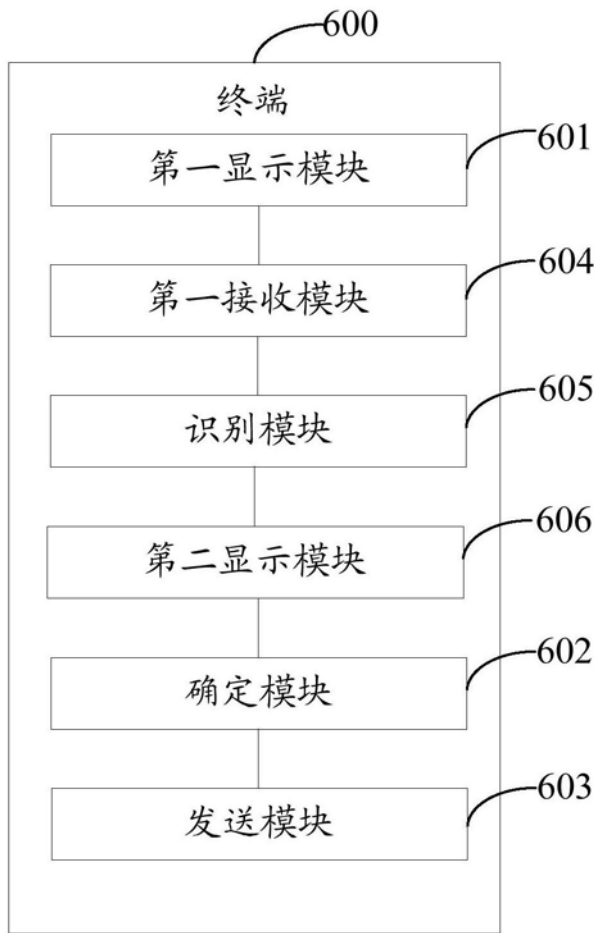 600
终端
601
第一显示模块
604
第一接收模块
605
识别模块
606
第二显示模块
602
确定模块
603
发送模块